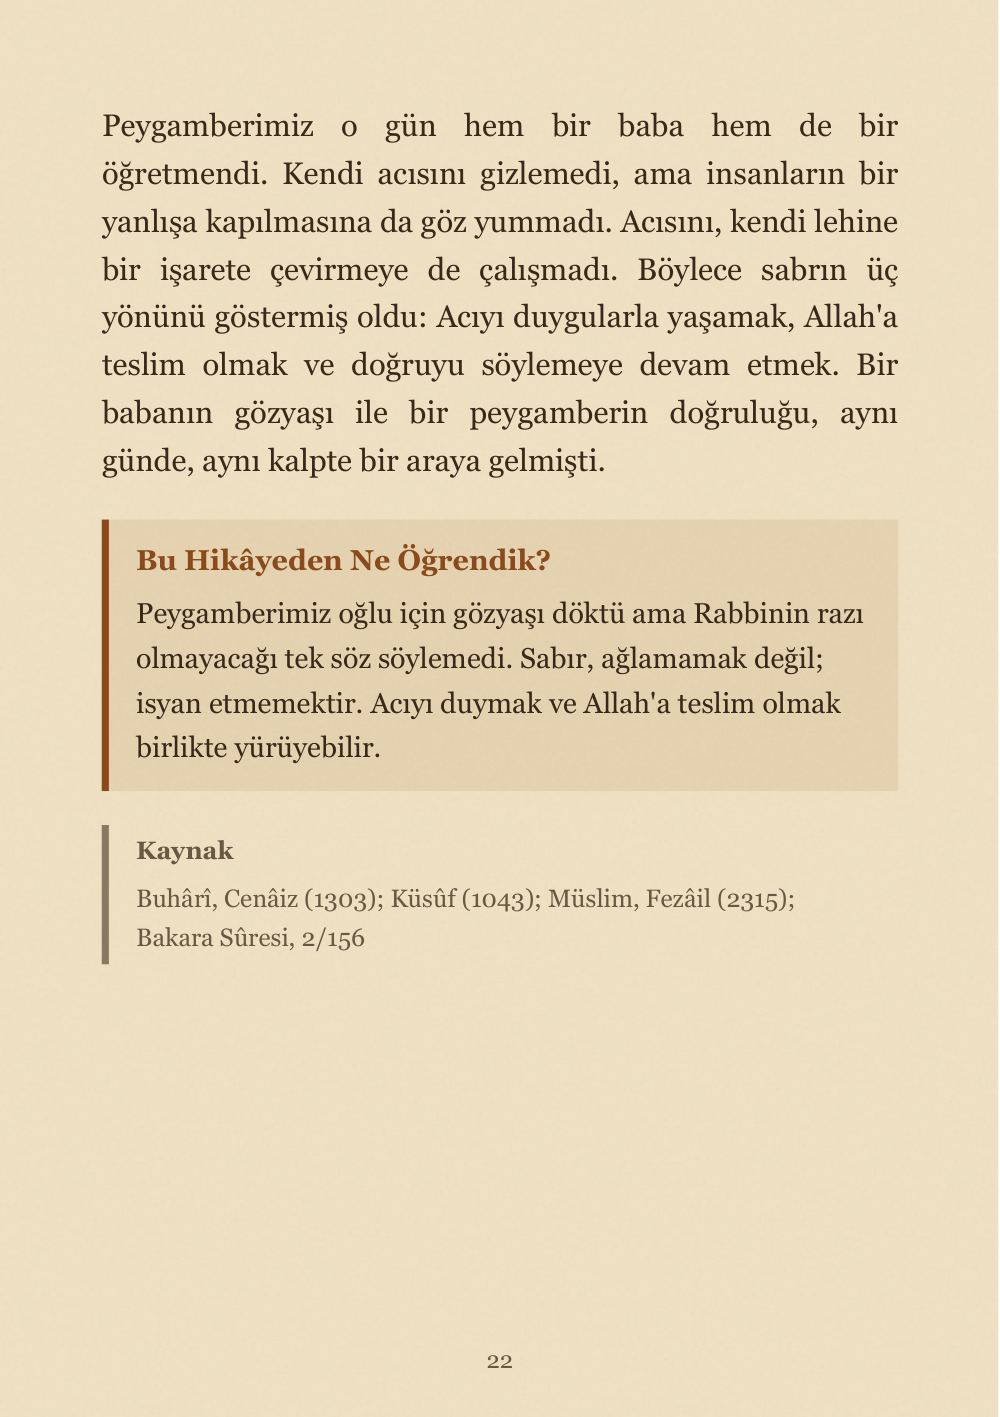 Peygamberimiz o gün hem bir baba hem de bir
öğretmendi. Kendi acısını gizlemedi, ama insanların bir
yanlışa kapılmasına da göz yummadı. Acısını, kendi lehine
bir işarete çevirmeye de çalışmadı. Böylece sabrın üç
yönünü göstermiş oldu: Acıyı duygularla yaşamak, Allah'a
teslim olmak ve doğruyu söylemeye devam etmek. Bir
babanın gözyaşı ile bir peygamberin doğruluğu, aynı
günde, aynı kalpte bir araya gelmişti.
Bu Hikâyeden Ne Öğrendik?
Peygamberimiz oğlu için gözyaşı döktü ama Rabbinin razı
olmayacağı tek söz söylemedi. Sabır, ağlamamak değil;
isyan etmemektir. Acıyı duymak ve Allah'a teslim olmak
birlikte yürüyebilir.
Kaynak
Buhârî, Cenâiz (1303); Küsûf (1043); Müslim, Fezâil (2315);
Bakara Sûresi, 2/156
22